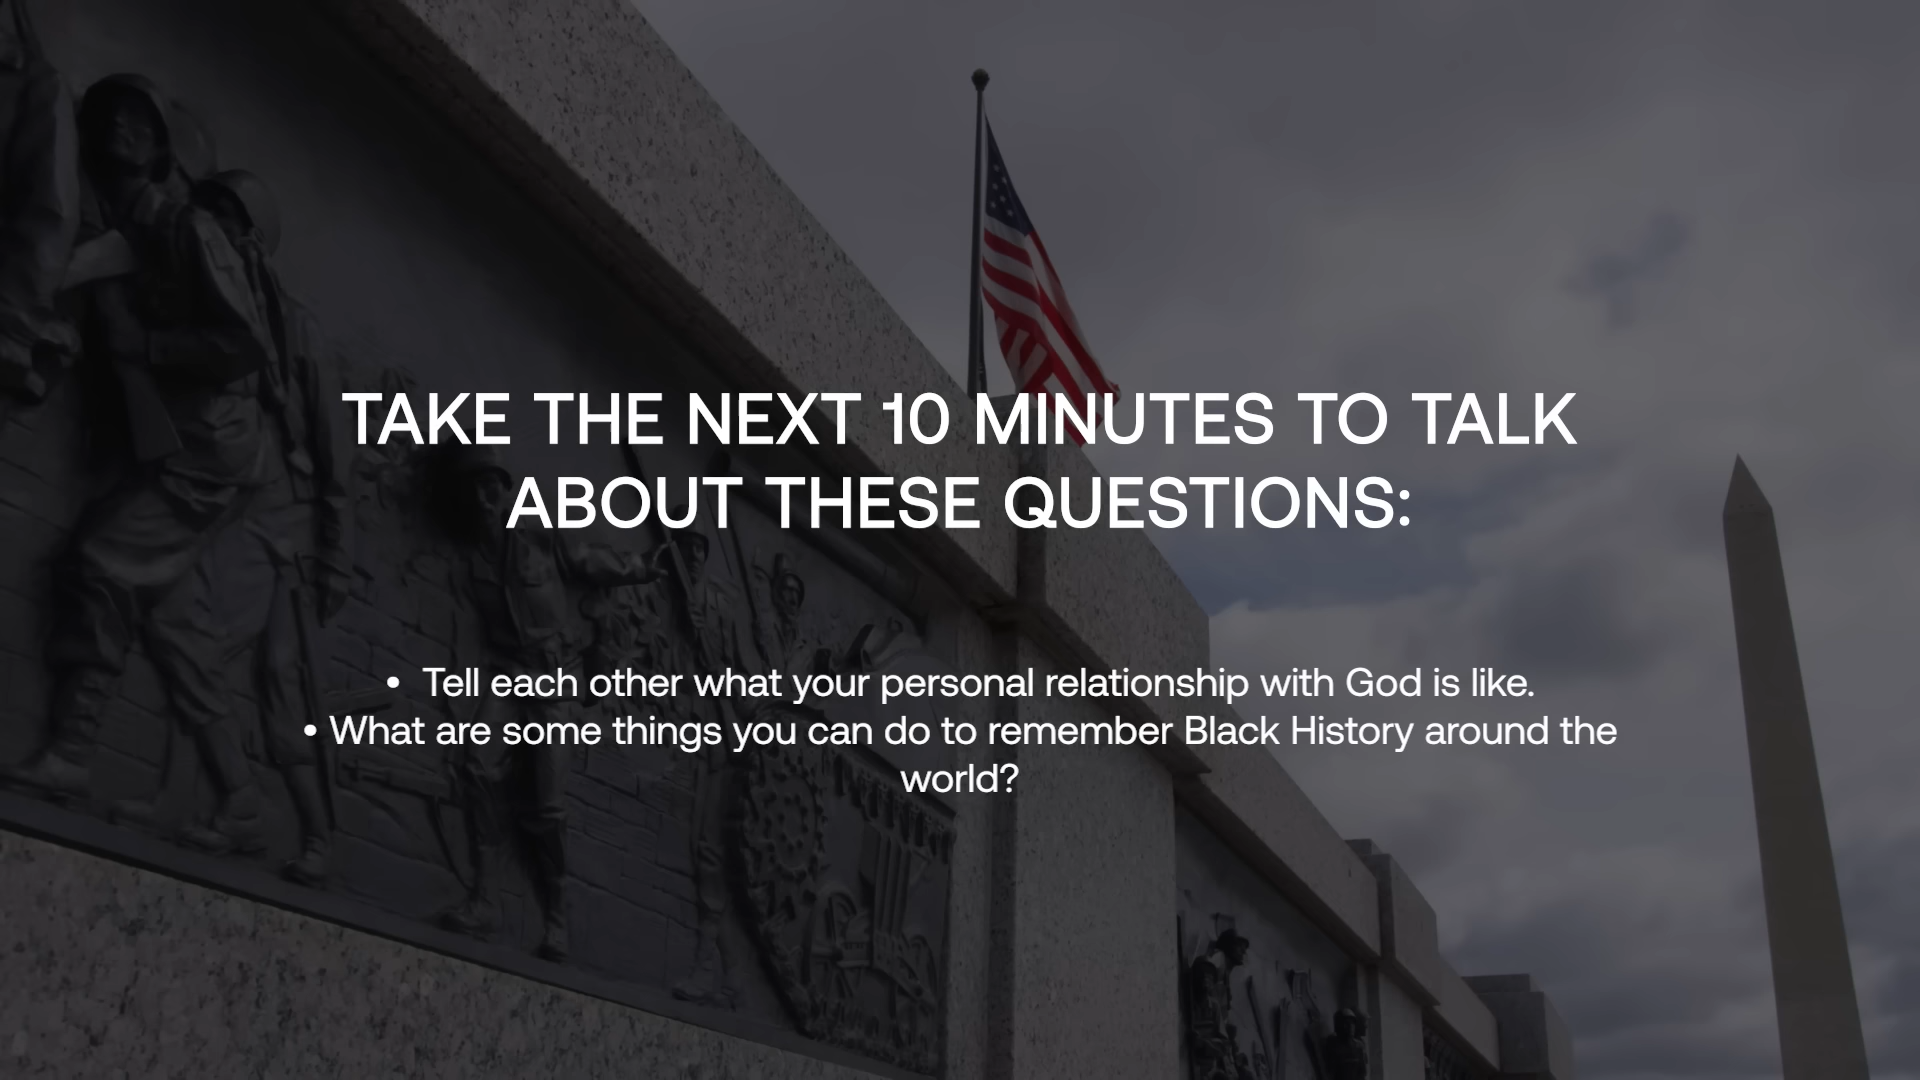 TAKE THE NEXT 10 MINUTES TO TALK
ABOUT THESE QUESTIONS:
• Tell each other what your personal relationship with God is like.
• What are some things you can do to remember Black History around the
world?